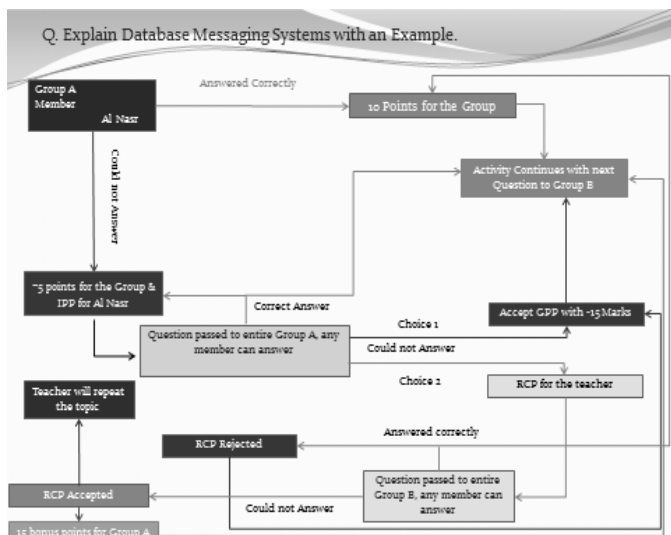 Q. Explain Database Messaging Systems with an Example.
Group A
Member
Al Nasr
Answered Correctly
10 Points for the Group
Could not Answer
Activity Continues with next
Question to Group B
-5 points for the Group &
IPP for Al Nasr
Correct Answer
Accept GPP with -15Marks
Question passed to entire Group A, any
member can answer
Choice 1
Could not Answer
Choice 2
RCP for the teacher
Teacher will repeat
the topic
Answered correctly
RCP Rejected
Question passed to entire
Group B, any member can
answer
RCP Accepted
Could not Answer
15 bonus points for Group A